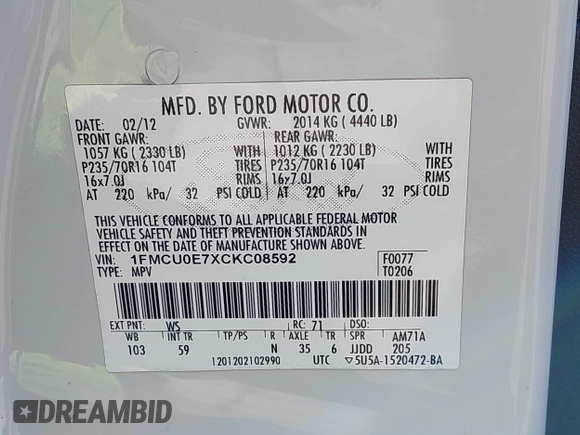 MFD. BY FORD MOTOR CO.
DATE: 02/12 GVWR: 2014 KG ( 4440 LB)
FRONT GAWR: REAR GAWR:
1057 KG ( 2330 LB) WITH 1012 KG ( 2230 LB) WITH
P235/70R16 104T TIRES P235/70R16 104T TIRES
16x7.0J RIMS 16x7.0J RIMS
AT 220 kPa/ 32 PSI COLD AT 220 kPa/ 32 PSI COLD
THIS VEHICLE CONFORMS TO ALL APPLICABLE FEDERAL MOTOR
VEHICLE SAFETY AND THEFT PREVENTION STANDARDS IN
EFFECT ON THE DATE OF MANUFACTURE SHOWN ABOVE.
VIN: 1FMCU0E7XCKC08592 F0077
TYPE: MPV T0206
EXT PNT: WS RC: 71 DSO:
WB INT TR TP/PS R AXLE TR SPR AM71A
103 59 N 35 6 JJDD 205
1201202102990 UTC 5U5A-1520472-BA
DREAMBID